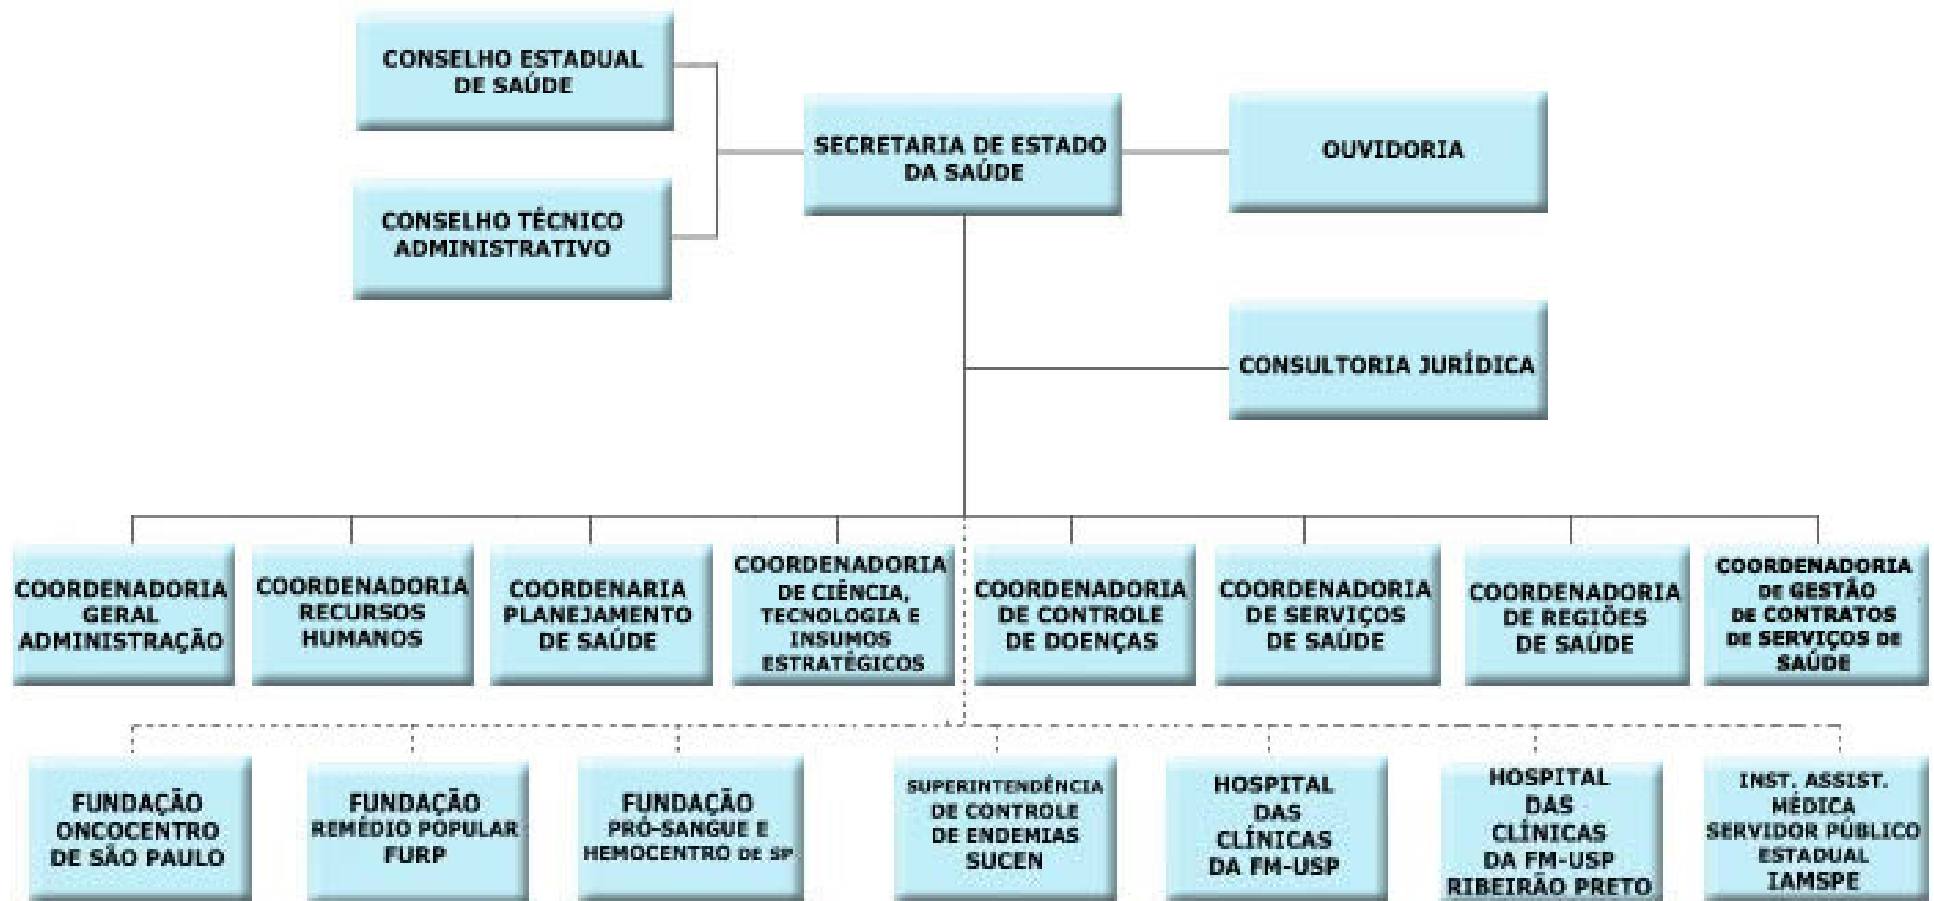 CONSELHO ESTADUAL
DE SAÚDE
SECRETARIA DE ESTADO
DA SAÚDE
OUVIDORIA
CONSELHO TÉCNICO
ADMINISTRATIVO
CONSULTORIA JURÍDICA
COORDENADORIA
GERAL
ADMINISTRAÇÃO
COORDENADORIA
RECURSOS
HUMANOS
COORDENARIA
PLANEJAMENTO
DE SAÚDE
COORDENADORIA
DE CIÊNCIA,
TECNOLOGIA E
INSUMOS
ESTRATÉGICOS
COORDENADORIA
DE CONTROLE
DE DOENÇAS
COORDENADORIA
DE SERVIÇOS
DE SAÚDE
COORDENADORIA
DE REGIÕES
DE SAÚDE
COORDENADORIA
DE GESTÃO
DE CONTRATOS
DE SERVIÇOS DE
SAÚDE
FUNDAÇÃO
ONCOCENTRO
DE SÃO PAULO
FUNDAÇÃO
REMÉDIO POPULAR
FURP
FUNDAÇÃO
PRÓ-SANGUE E
HEMOCENTRO DE SP
SUPERINTENDÊNCIA
DE CONTROLE
DE ENDEMIAS
SUCEN
HOSPITAL
DAS
CLÍNICAS
DA FM-USP
HOSPITAL
DAS
CLÍNICAS
DA FM-USP
RIBEIRÃO PRETO
INST. ASSIST.
MÉDICA
SERVIDOR PÚBLICO
ESTADUAL
IAMSPE